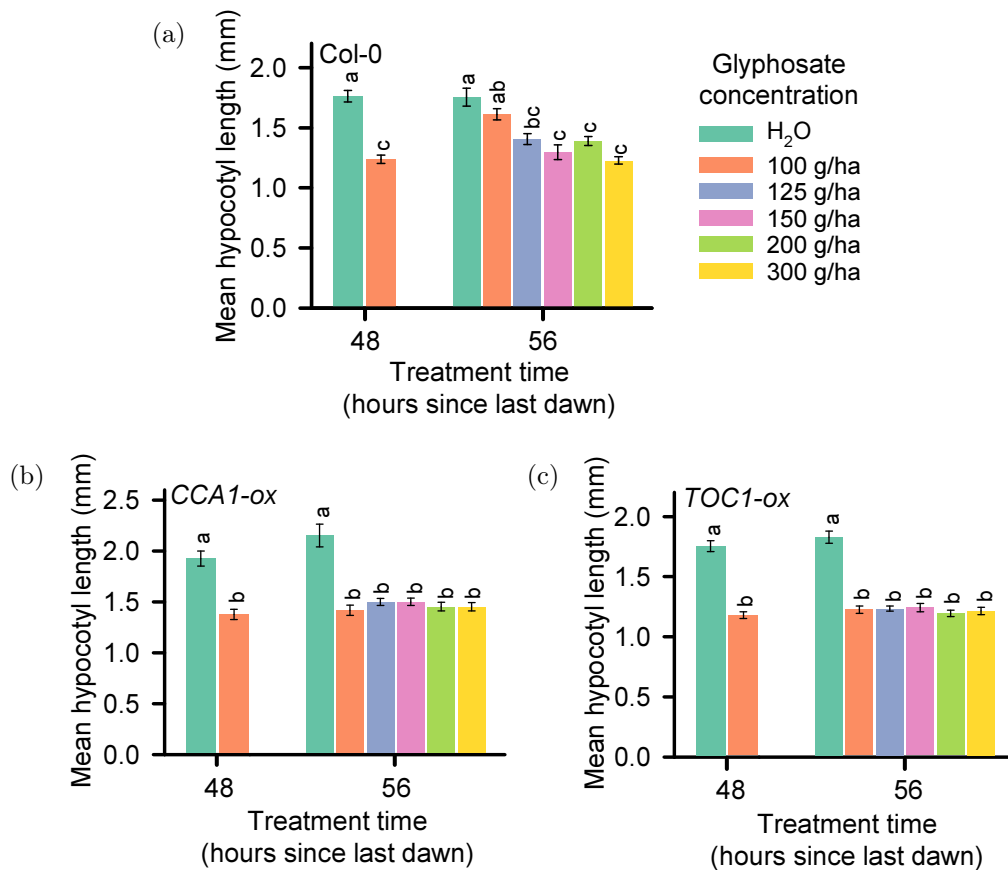 (a)
Col-0
Mean hypocotyl length (mm)
2.0
1.5
1.0
0.5
0.0
a
c
a
ab
bc
c
c
c
48
56
Treatment time
(hours since last dawn)
Glyphosate
concentration
H₂O
100 g/ha
125 g/ha
150 g/ha
200 g/ha
300 g/ha
(b)
CCA1-ox
Mean hypocotyl length (mm)
2.5
2.0
1.5
1.0
0.5
0.0
a
b
a
b
b
b
b
b
48
56
Treatment time
(hours since last dawn)
(c)
TOC1-ox
Mean hypocotyl length (mm)
2.0
1.5
1.0
0.5
0.0
a
b
a
b
b
b
b
b
48
56
Treatment time
(hours since last dawn)